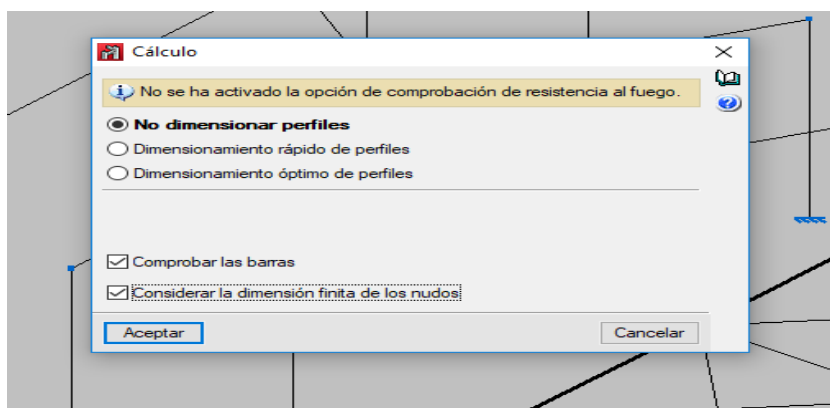 Cálculo
No se ha activado la opción de comprobación de resistencia al fuego.
No dimensionar perfiles
Dimensionamiento rápido de perfiles
Dimensionamiento óptimo de perfiles
Comprobar las barras
Considerar la dimensión finita de los nudos
Aceptar
Cancelar